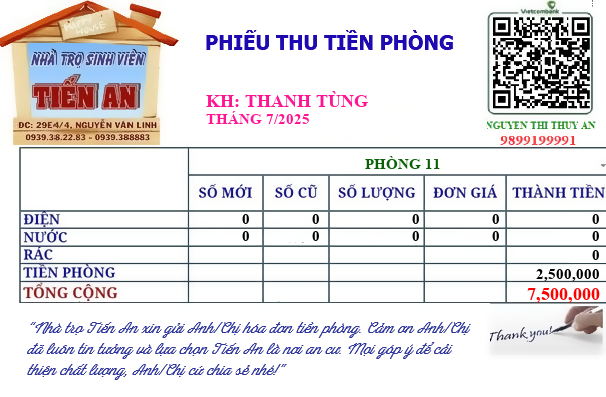 HAPPY HOME
NHÀ TRỌ SINH VIÊN
TIẾN AN
ĐC: 29E4/4, NGUYỄN VĂN LINH
0939.38.22.83 - 0939.388883
PHIẾU THU TIỀN PHÒNG
KH: THANH TÙNG
THÁNG 7/2025
Vietcombank
NGUYEN THI THUY AN
9899199991
PHÒNG 11
SỐ MỚI SỐ CŨ SỐ LƯỢNG ĐƠN GIÁ THÀNH TIỀN
ĐIỆN 0 0 0 0 0
NƯỚC 0 0 0 0 0
RÁC 0
TIỀN PHÒNG 2,500,000
TỔNG CỘNG 7,500,000
"Nhà trọ Tiến An xin gửi Anh/Chị hóa đơn tiền phòng. Cảm ơn Anh/Chị
đã luôn tin tưởng và lựa chọn Tiến An là nơi an cư. Mọi góp ý để cải
thiện chất lượng, Anh/Chị cứ chia sẻ nhé!"
Thank you!